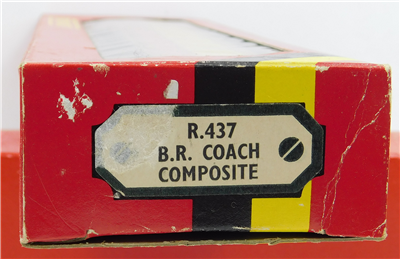 R.437
B.R. COACH
COMPOSITE